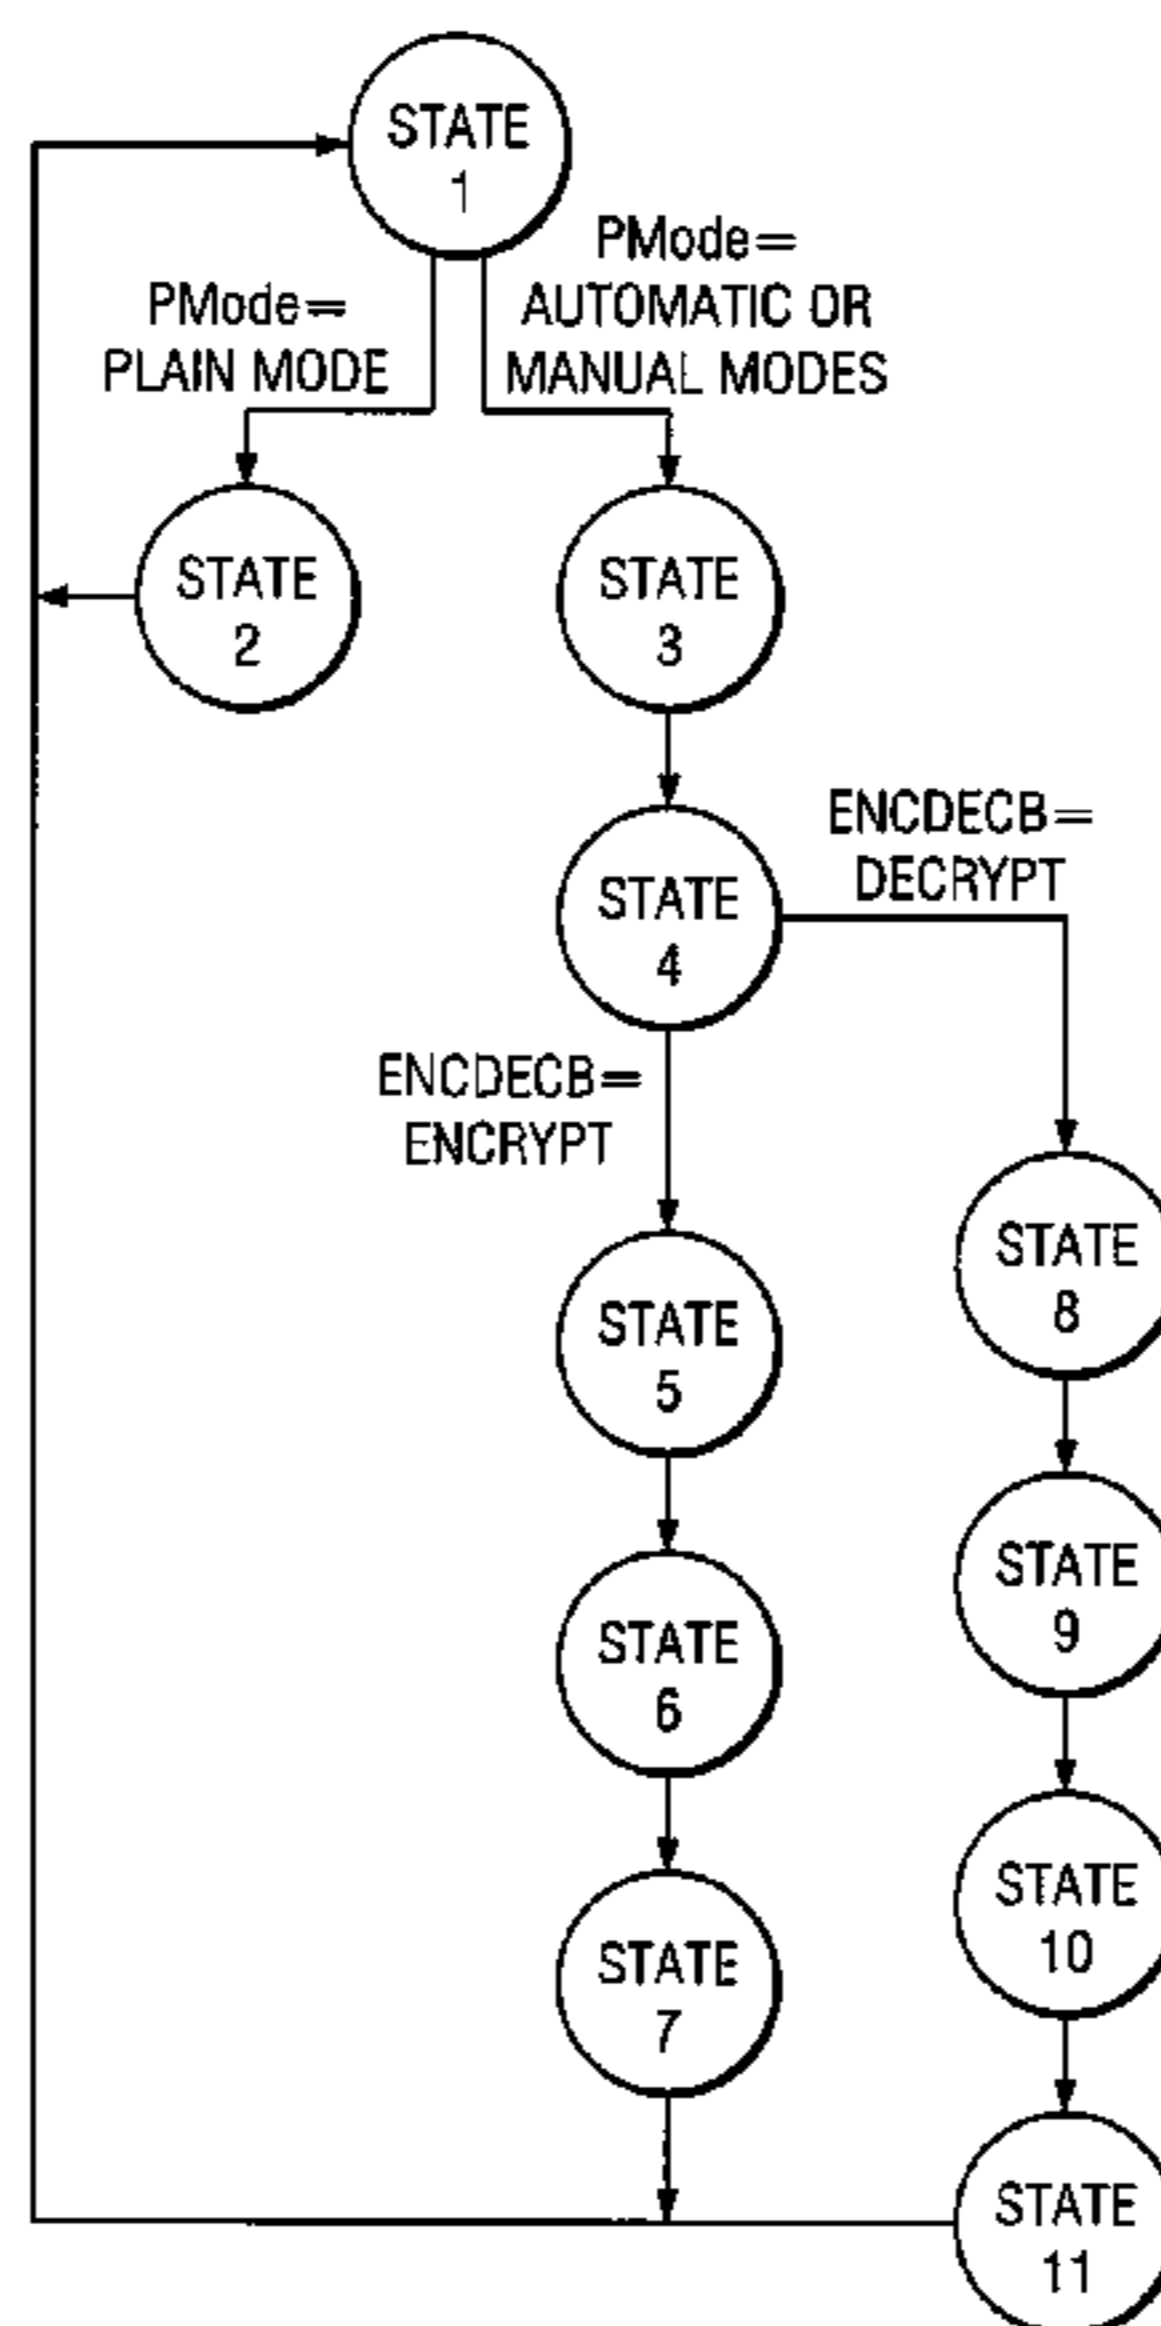 STATE
1
PMode=
PLAIN MODE
PMode=
AUTOMATIC OR
MANUAL MODES
STATE
2
STATE
3
STATE
4
ENCDECB=
DECRYPT
ENCDECB=
ENCRYPT
STATE
5
STATE
8
STATE
6
STATE
9
STATE
7
STATE
10
STATE
11